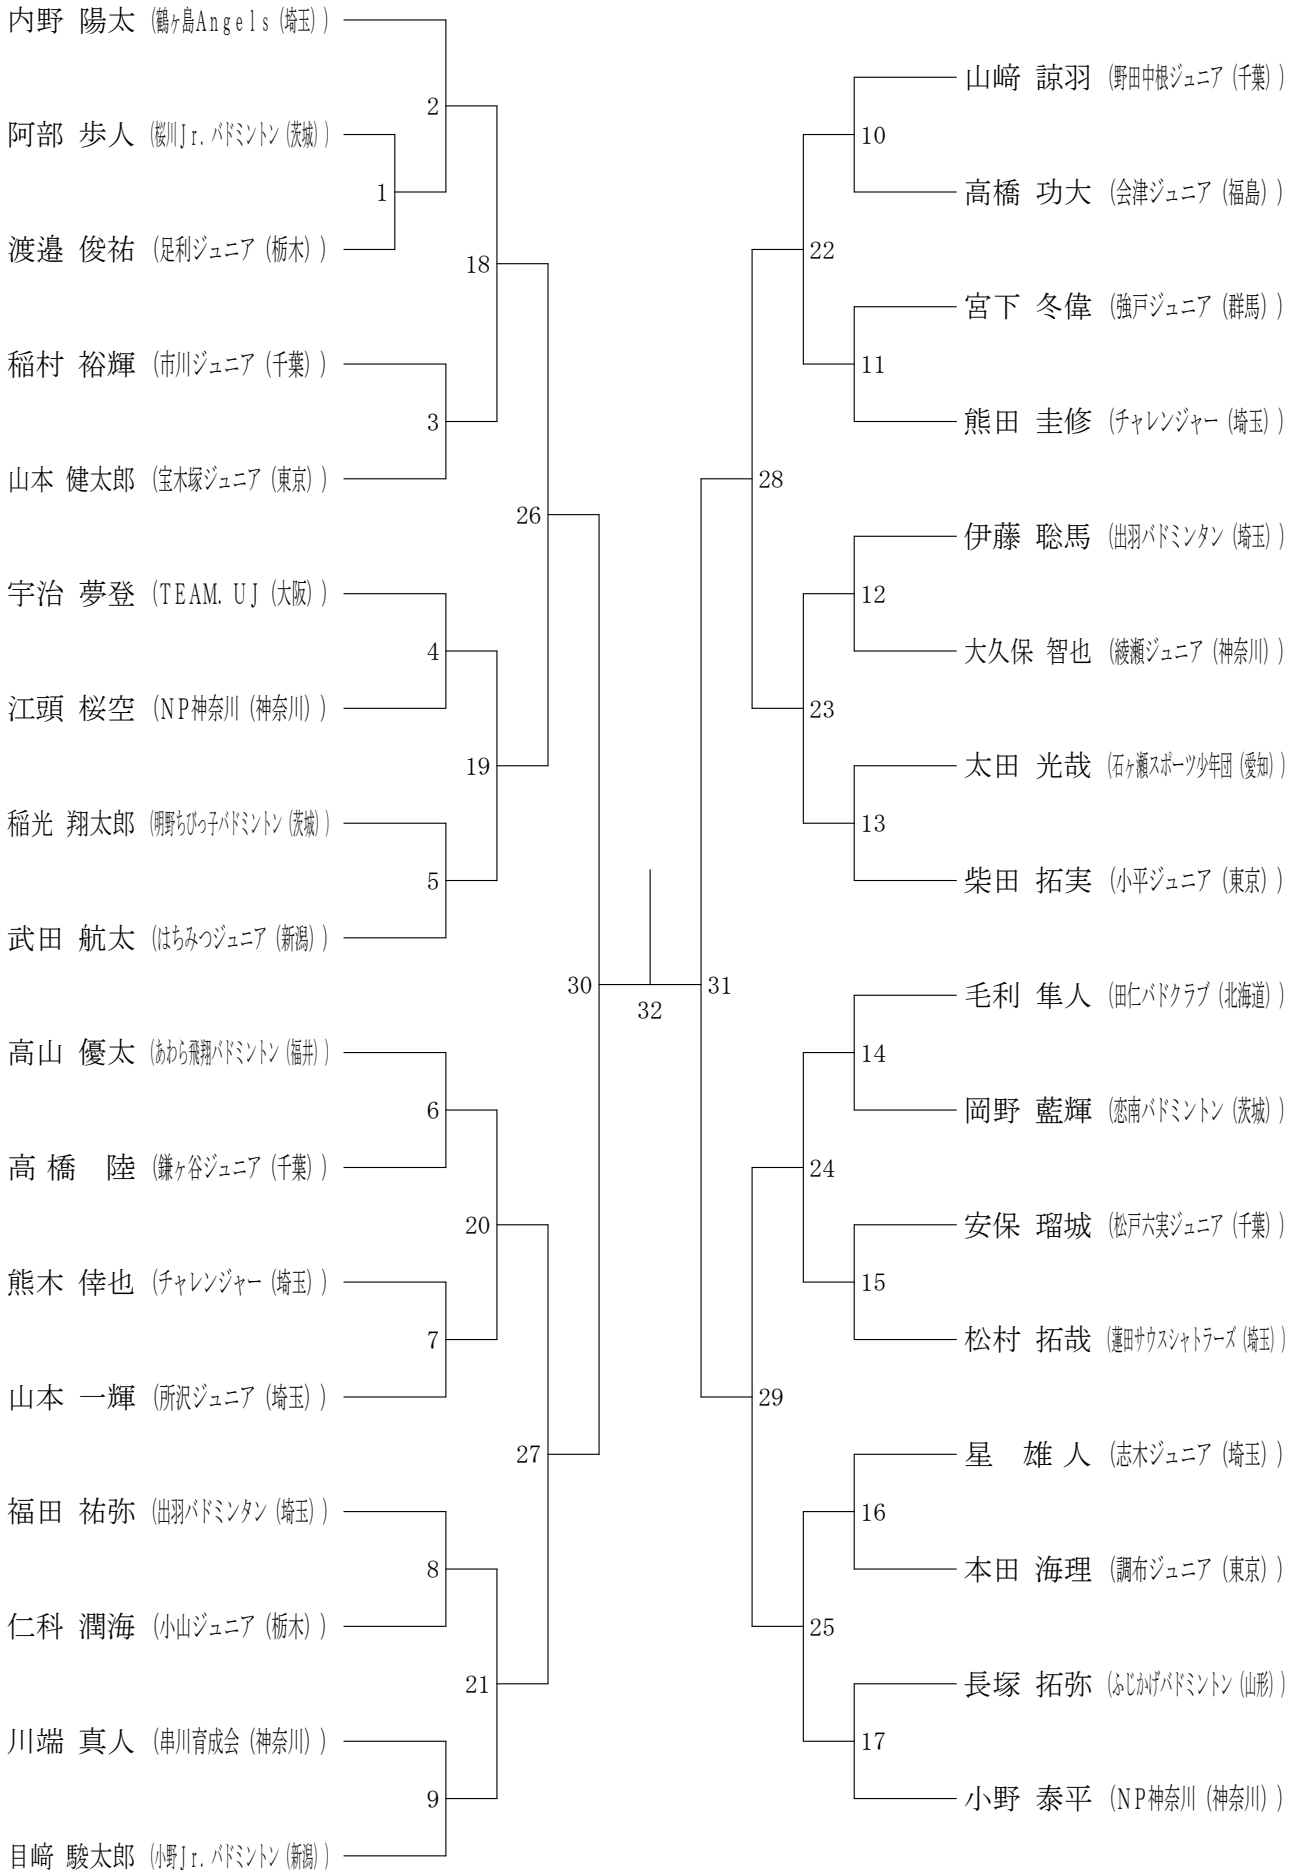 内野 陽太 (鶴ヶ島Angels (埼玉) )
2
阿部 歩人 (桜川Jr. バドミントン (茨城) )
1
渡邉 俊祐 (足利ジュニア (栃木) )
18
稲村 裕輝 (市川ジュニア (千葉) )
3
山本 健太郎 (宝木塚ジュニア (東京) )
26
宇治 夢登 (TEAM. UJ (大阪) )
4
江頭 桜空 (NP神奈川 (神奈川) )
19
稲光 翔太郎 (明野ちびっ子バドミントン (茨城) )
5
武田 航太 (はちみつジュニア (新潟) )
30
高山 優太 (あわら飛翔バドミントン (福井) )
6
高橋 陸 (鎌ヶ谷ジュニア (千葉) )
20
熊木 倖也 (チャレンジャー (埼玉) )
7
山本 一輝 (所沢ジュニア (埼玉) )
27
福田 祐弥 (出羽バドミンタン (埼玉) )
8
仁科 潤海 (小山ジュニア (栃木) )
21
川端 真人 (串川育成会 (神奈川) )
9
目﨑 駿太郎 (小野Jr. バドミントン (新潟) )
32
山﨑 諒羽 (野田中根ジュニア (千葉) )
10
高橋 功大 (会津ジュニア (福島) )
22
宮下 冬偉 (強戸ジュニア (群馬) )
11
熊田 圭修 (チャレンジャー (埼玉) )
28
伊藤 聡馬 (出羽バドミンタン (埼玉) )
12
大久保 智也 (綾瀬ジュニア (神奈川) )
23
太田 光哉 (石ヶ瀬スポーツ少年団 (愛知) )
13
柴田 拓実 (小平ジュニア (東京) )
31
毛利 隼人 (田仁バドクラブ (北海道) )
14
岡野 藍輝 (恋南バドミントン (茨城) )
24
安保 瑠城 (松戸六実ジュニア (千葉) )
15
松村 拓哉 (蓮田サウスシャトラーズ (埼玉) )
29
星 雄人 (志木ジュニア (埼玉) )
16
本田 海理 (調布ジュニア (東京) )
25
長塚 拓弥 (ふじかげバドミントン (山形) )
17
小野 泰平 (NP神奈川 (神奈川) )